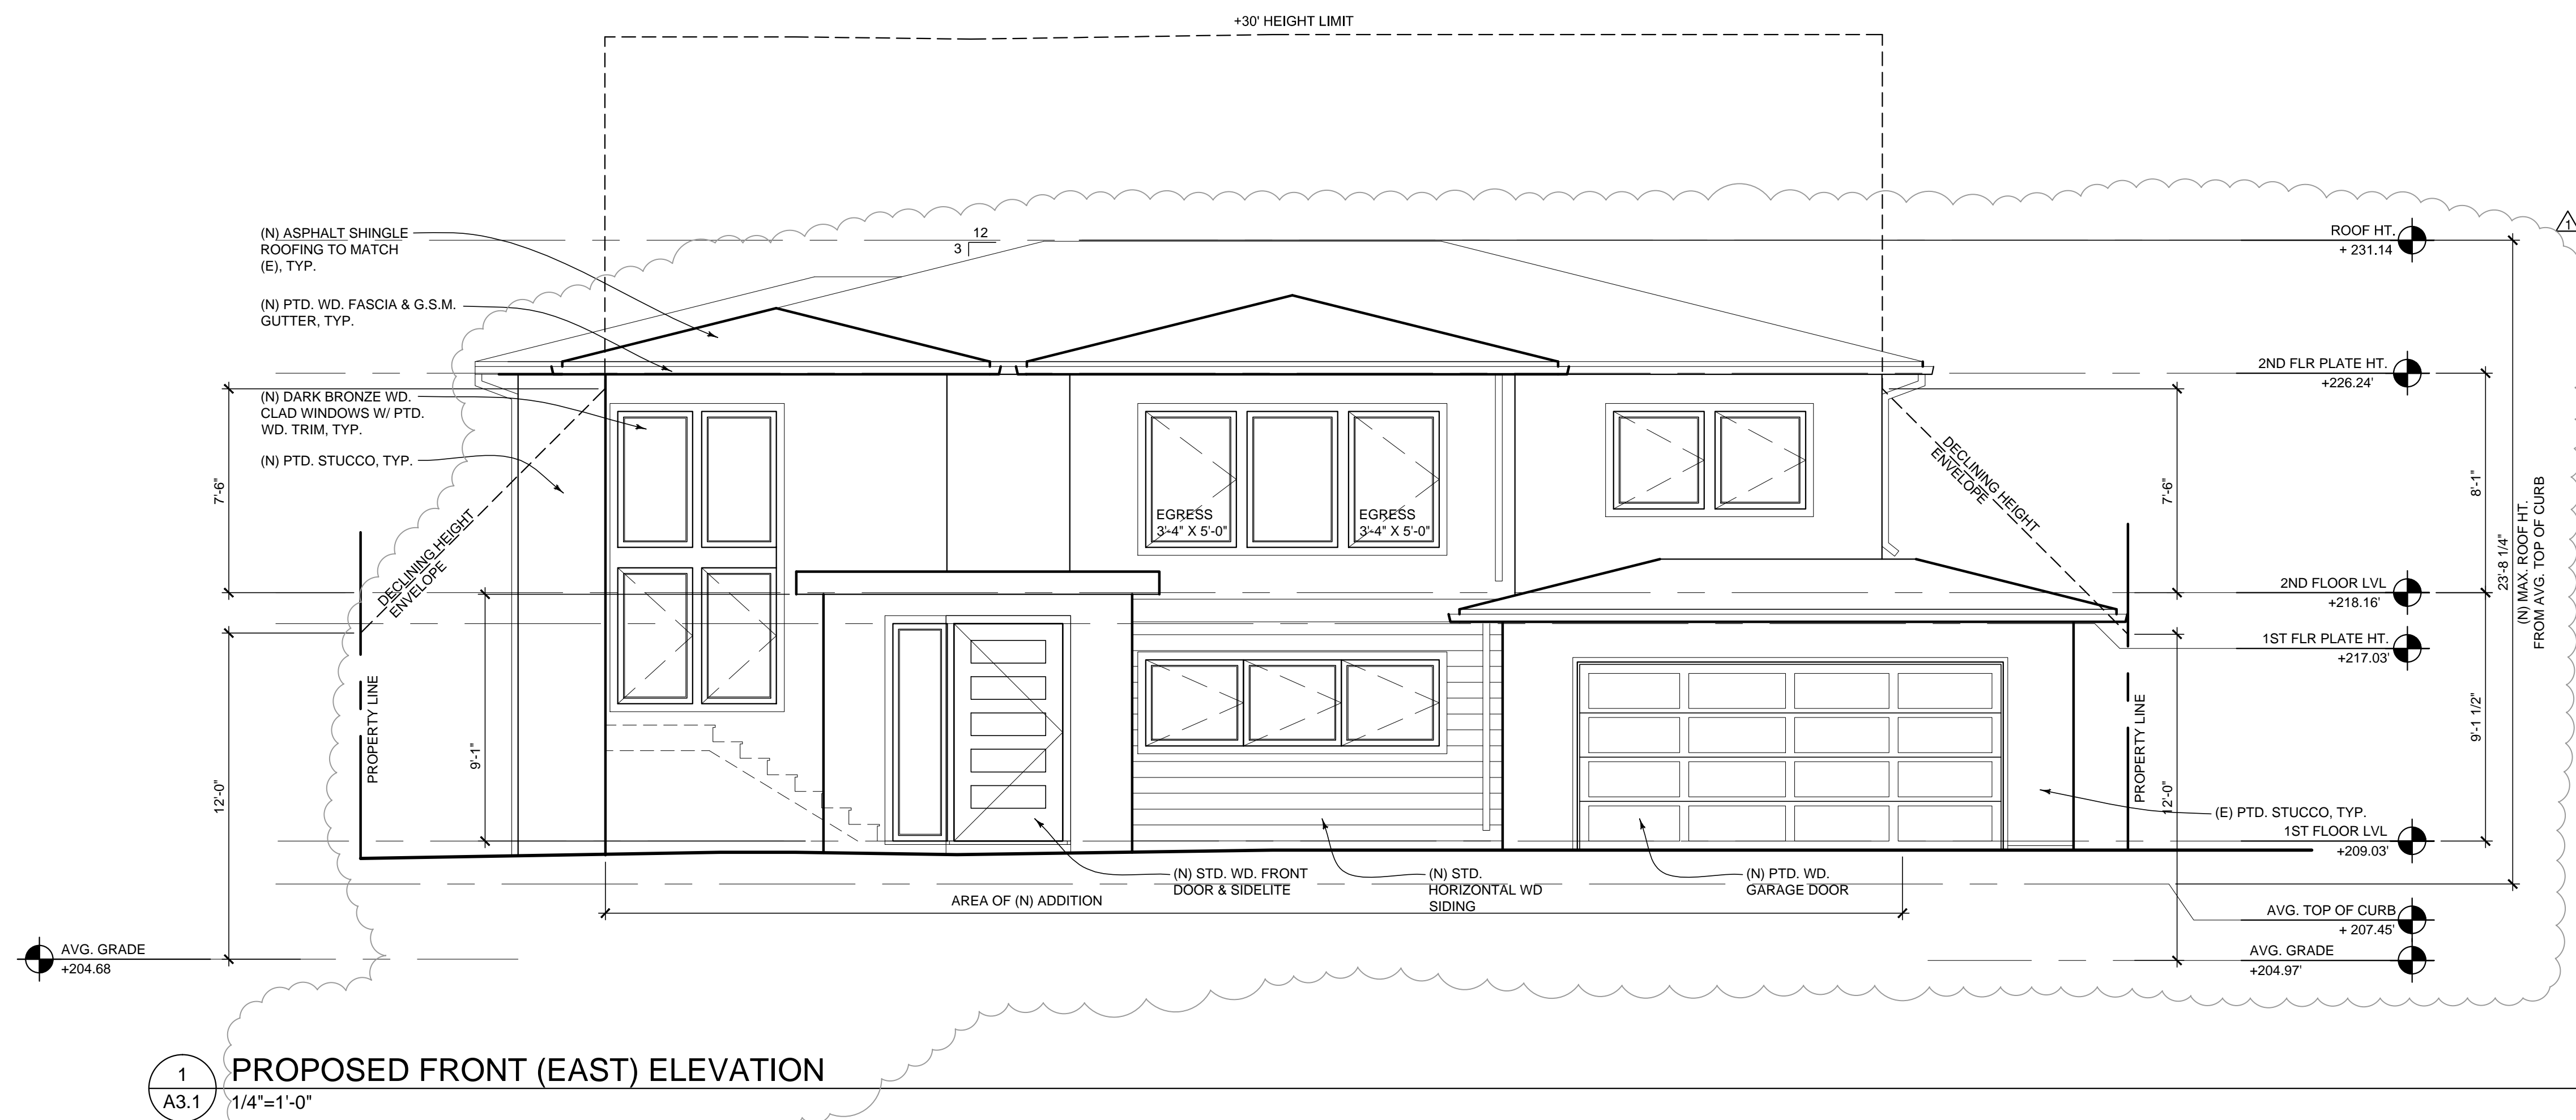 +30' HEIGHT LIMIT
(N) ASPHALT SHINGLE
ROOFING TO MATCH
(E), TYP.
(N) PTD. WD. FASCIA & G.S.M.
GUTTER, TYP.
(N) DARK BRONZE WD.
CLAD WINDOWS W/ PTD.
WD. TRIM, TYP.
(N) PTD. STUCCO, TYP.
12
3
7'-6"
12'-0"
9'-1"
DECLINING HEIGHT
ENVELOPE
PROPERTY LINE
EGRESS
3'-4" X 5'-0"
EGRESS
3'-4" X 5'-0"
DECLINING HEIGHT
ENVELOPE
PROPERTY LINE
7'-6"
12'-0"
8'-1"
9'-1 1/2"
23'-8 1/4"
(N) MAX. ROOF HT.
FROM AVG. TOP OF CURB
1
ROOF HT.
+ 231.14
2ND FLR PLATE HT.
+226.24'
2ND FLOOR LVL
+218.16'
1ST FLR PLATE HT.
+217.03'
(E) PTD. STUCCO, TYP.
1ST FLOOR LVL
+209.03'
AVG. TOP OF CURB
+ 207.45'
AVG. GRADE
+204.97'
(N) STD. WD. FRONT
DOOR & SIDELITE
(N) STD.
HORIZONTAL WD
SIDING
(N) PTD. WD.
GARAGE DOOR
AREA OF (N) ADDITION
AVG. GRADE
+204.68
1
A3.1
PROPOSED FRONT (EAST) ELEVATION
1/4"=1'-0"